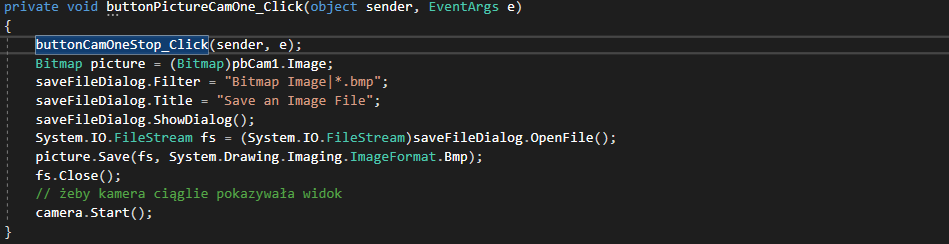 private void buttonPictureCamOne_Click(object sender, EventArgs e)
{
buttonCamOneStop_Click(sender, e);
Bitmap picture = (Bitmap)pbCam1.Image;
saveFileDialog.Filter = "Bitmap Image|*.bmp";
saveFileDialog.Title = "Save an Image File";
saveFileDialog.ShowDialog();
System.IO.FileStream fs = (System.IO.FileStream)saveFileDialog.OpenFile();
picture.Save(fs, System.Drawing.Imaging.ImageFormat.Bmp);
fs.Close();
// żeby kamera ciąglie pokazywała widok
camera.Start();
}